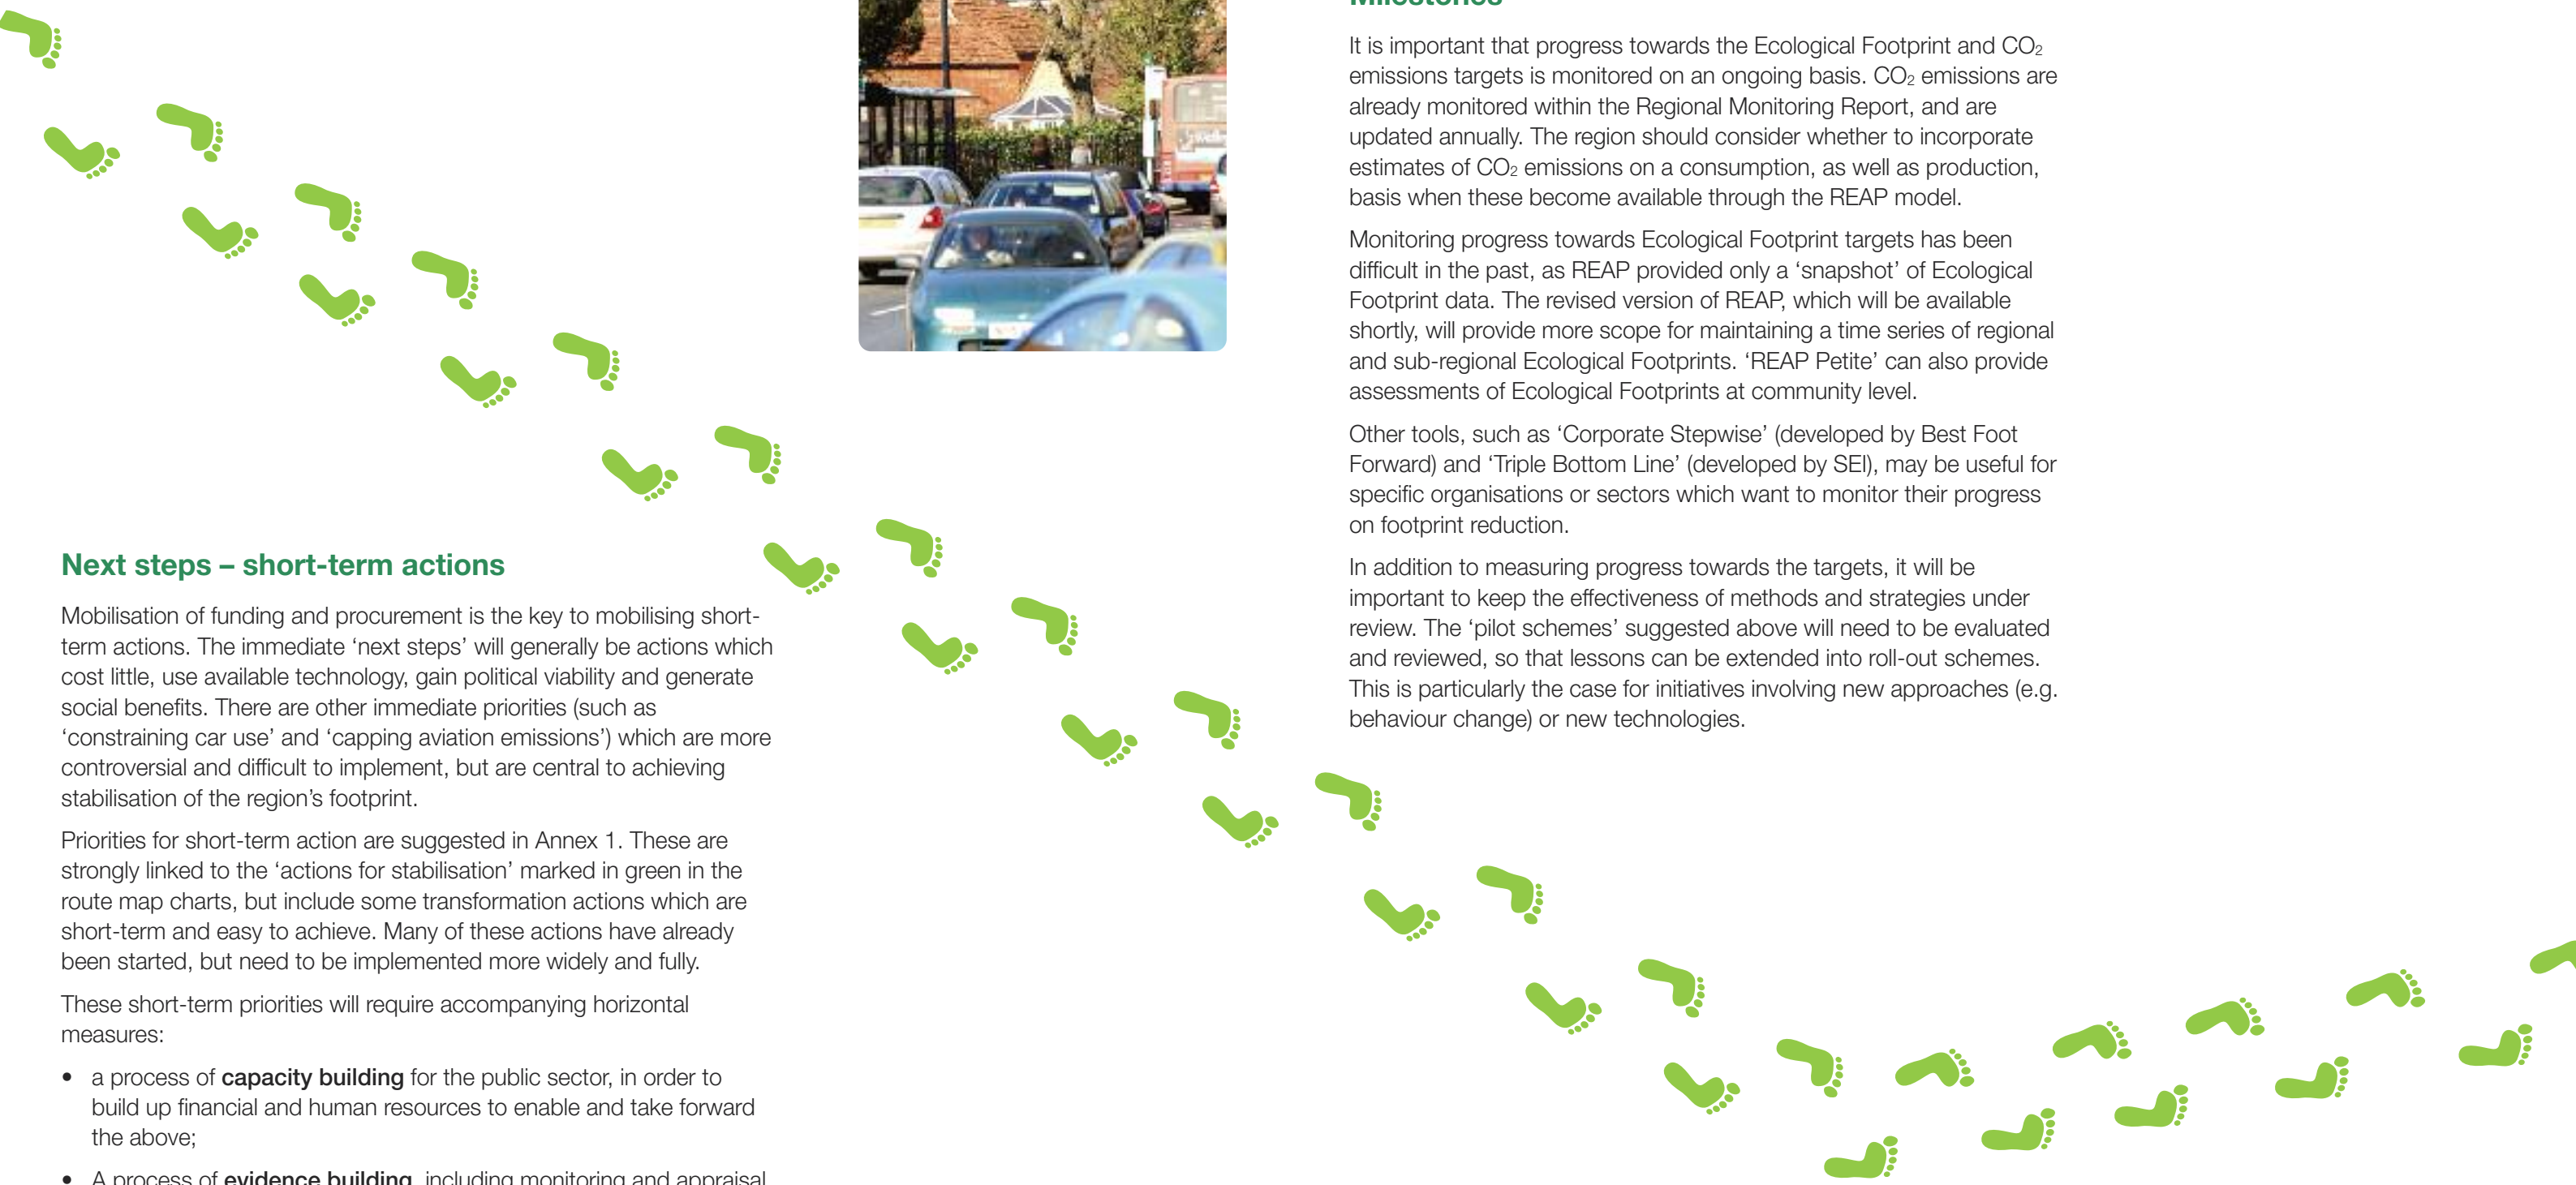 Next steps – short-term actions
Mobilisation of funding and procurement is the key to mobilising short-
term actions. The immediate ‘next steps’ will generally be actions which
cost little, use available technology, gain political viability and generate
social benefits. There are other immediate priorities (such as
‘constraining car use’ and ‘capping aviation emissions’) which are more
controversial and difficult to implement, but are central to achieving
stabilisation of the region’s footprint.
Priorities for short-term action are suggested in Annex 1. These are
strongly linked to the ‘actions for stabilisation’ marked in green in the
route map charts, but include some transformation actions which are
short-term and easy to achieve. Many of these actions have already
been started, but need to be implemented more widely and fully.
These short-term priorities will require accompanying horizontal
measures:
• a process of capacity building for the public sector, in order to
build up financial and human resources to enable and take forward
the above;
• A process of evidence building, including monitoring and appraisal
Milestones
It is important that progress towards the Ecological Footprint and CO₂
emissions targets is monitored on an ongoing basis. CO₂ emissions are
already monitored within the Regional Monitoring Report, and are
updated annually. The region should consider whether to incorporate
estimates of CO₂ emissions on a consumption, as well as production,
basis when these become available through the REAP model.
Monitoring progress towards Ecological Footprint targets has been
difficult in the past, as REAP provided only a ‘snapshot’ of Ecological
Footprint data. The revised version of REAP, which will be available
shortly, will provide more scope for maintaining a time series of regional
and sub-regional Ecological Footprints. ‘REAP Petite’ can also provide
assessments of Ecological Footprints at community level.
Other tools, such as ‘Corporate Stepwise’ (developed by Best Foot
Forward) and ‘Triple Bottom Line’ (developed by SEI), may be useful for
specific organisations or sectors which want to monitor their progress
on footprint reduction.
In addition to measuring progress towards the targets, it will be
important to keep the effectiveness of methods and strategies under
review. The ‘pilot schemes’ suggested above will need to be evaluated
and reviewed, so that lessons can be extended into roll-out schemes.
This is particularly the case for initiatives involving new approaches (e.g.
behaviour change) or new technologies.